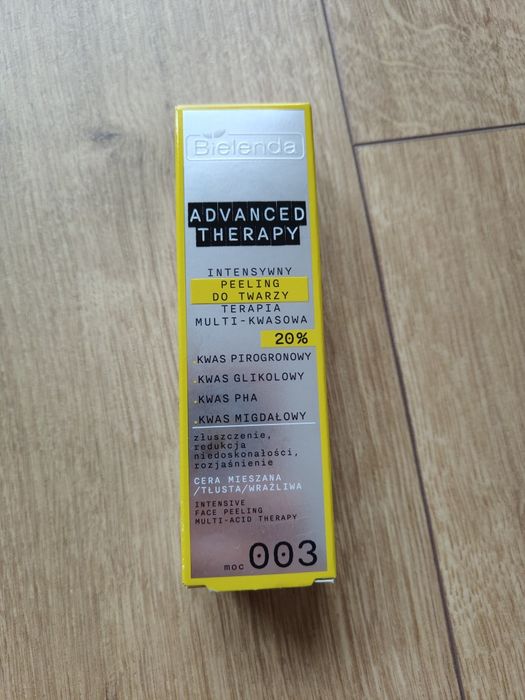 Bielenda
ADVANCED
THERAPY
INTENSYWNY
PEELING
DO TWARZY
TERAPIA
MULTI-KWASOWA
20%
.KWAS PIROGRONOWY
.KWAS GLIKOLOWY
.KWAS PHA
.KWAS MIGDAŁOWY
złuszczenie,
redukcja
niedoskonałości,
rozjaśnienie
CERA MIESZANA
/TŁUSTA/WRAŻLIWA
INTENSIVE
FACE PEELING
MULTI-ACID THERAPY
moc 003